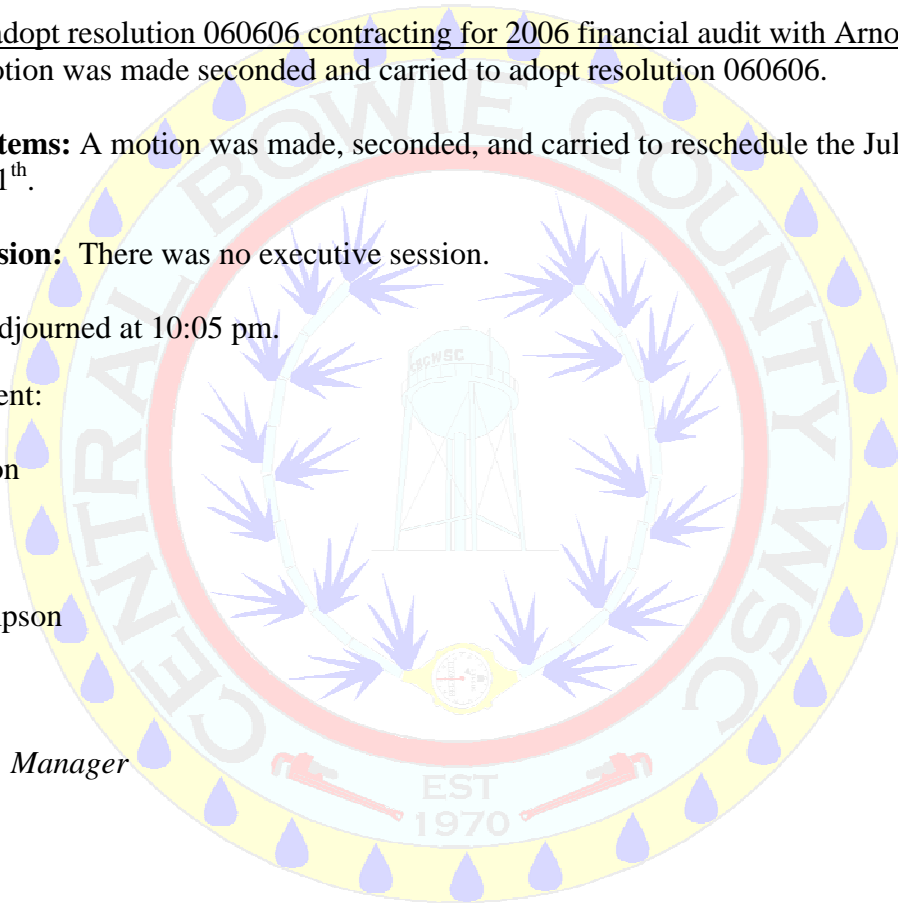 adopt resolution 060606 contracting for 2006 financial audit with Arno
otion was made seconded and carried to adopt resolution 060606.
tems: A motion was made, seconded, and carried to reschedule the Jul
1th.
sion: There was no executive session.
djourned at 10:05 pm.
ent:
on
npson
Manager
CENTRAL BOWIE COUNTY WSC
CBCWSC
EST
1970